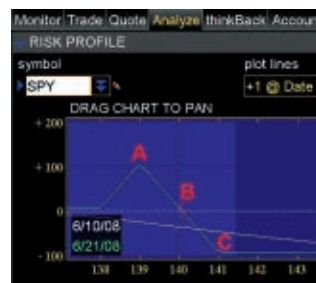 Monitor Trade Quote Analyze thinkBack Accour
RISK PROFILE
symbol plot lines
SPY +1 @ Date
DRAG CHART TO PAN
+200
A
+100
B
0
6/10/08
6/21/08
C
-100
138 139 140 141 142 143